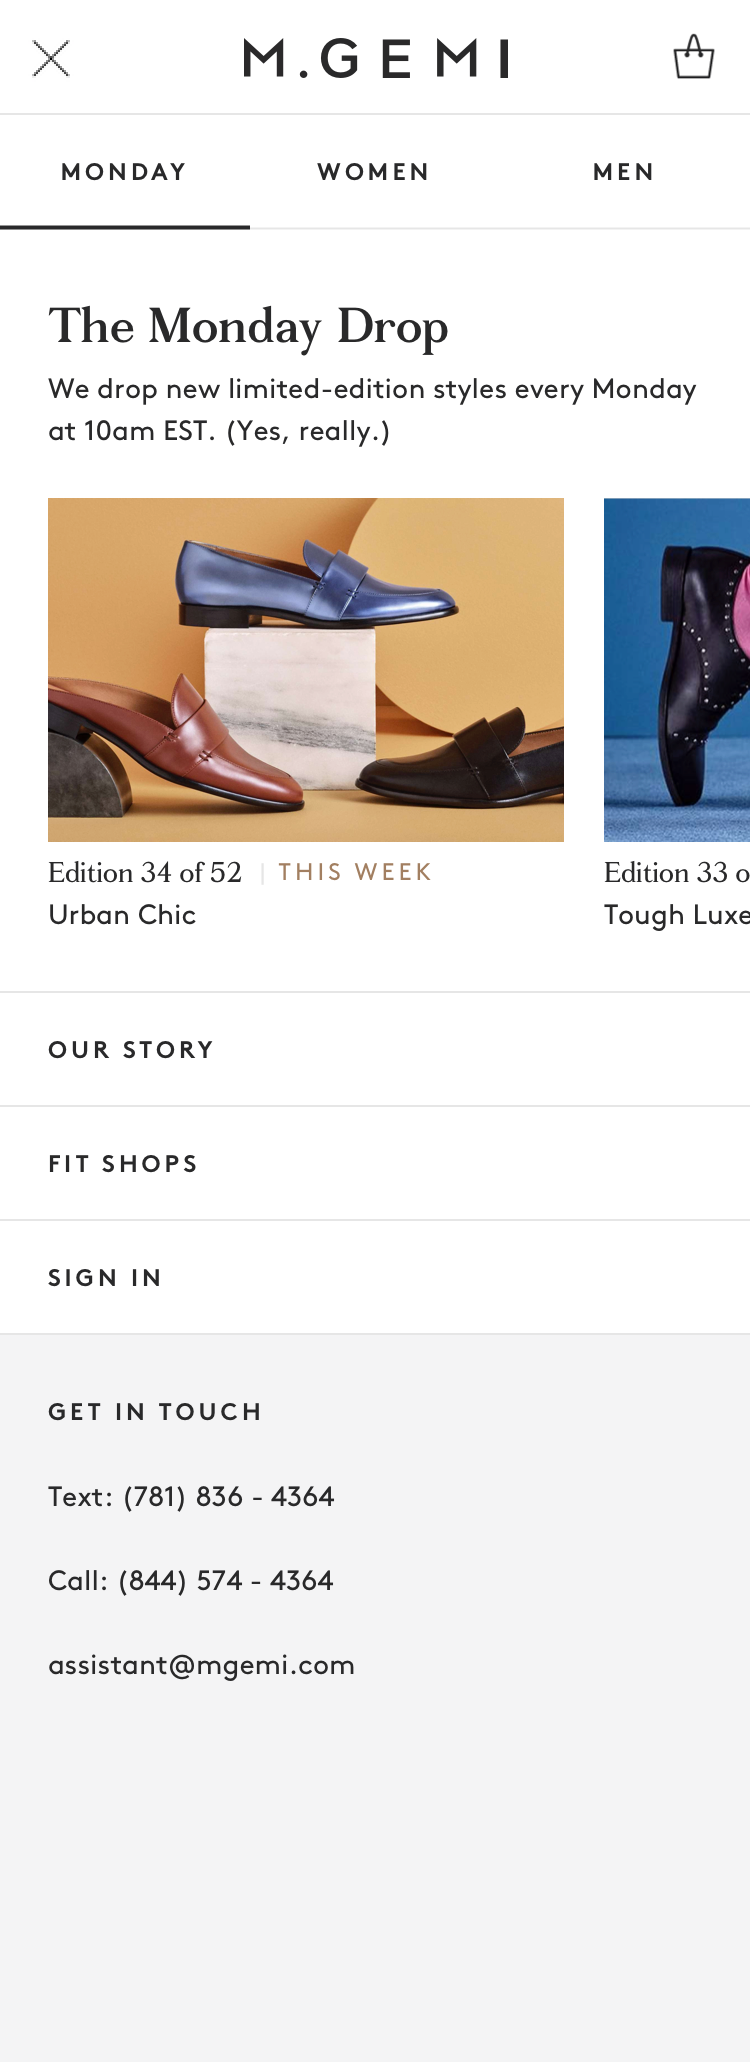 M.GEMI
MONDAY
WOMEN
MEN
The Monday Drop
We drop new limited-edition styles every Monday
at 10am EST. (Yes, really.)
Edition 34 of 52 | THIS WEEK
Urban Chic
Edition 33 o
Tough Luxe
OUR STORY
FIT SHOPS
SIGN IN
GET IN TOUCH
Text: (781) 836 - 4364
Call: (844) 574 - 4364
assistant@mgemi.com